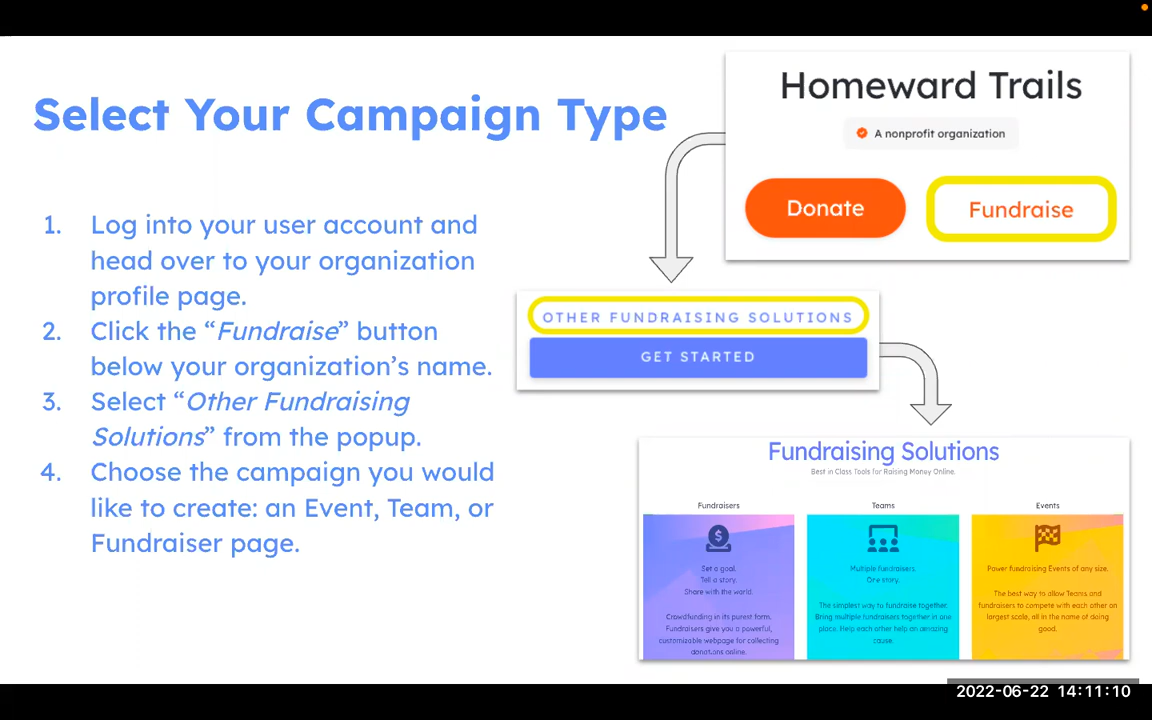 Select Your Campaign Type
1. Log into your user account and
head over to your organization
profile page.
2. Click the “Fundraise” button
below your organization’s name.
3. Select “Other Fundraising
Solutions” from the popup.
4. Choose the campaign you would
like to create: an Event, Team, or
Fundraiser page.
Homeward Trails
A nonprofit organization
Donate
Fundraise
OTHER FUNDRAISING SOLUTIONS
GET STARTED
Fundraising Solutions
Best in Class Tools for Raising Money Online.
Fundraisers
Set a goal.
Tell a story.
Share with the world.
Crowdfunding in its purest form.
Fundraisers give you a powerful,
customizable webpage for collecting
donations online.
Teams
Multiple fundraisers.
One story.
The simplest way to fundraise together.
Bring multiple fundraisers together in one
place. Help each other help an amazing
cause.
Events
Power fundraising Events of any size.
The best way to allow Teams and
fundraisers to compete with each other on
largest scale, all in the name of doing
good.
2022-06-22 14:11:10